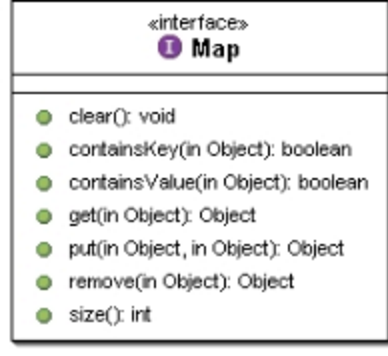 «interface»
I Map
clear(): void
containsKey(in Object): boolean
containsValue(in Object): boolean
get(in Object): Object
put(in Object, in Object): Object
remove(in Object): Object
size(): int